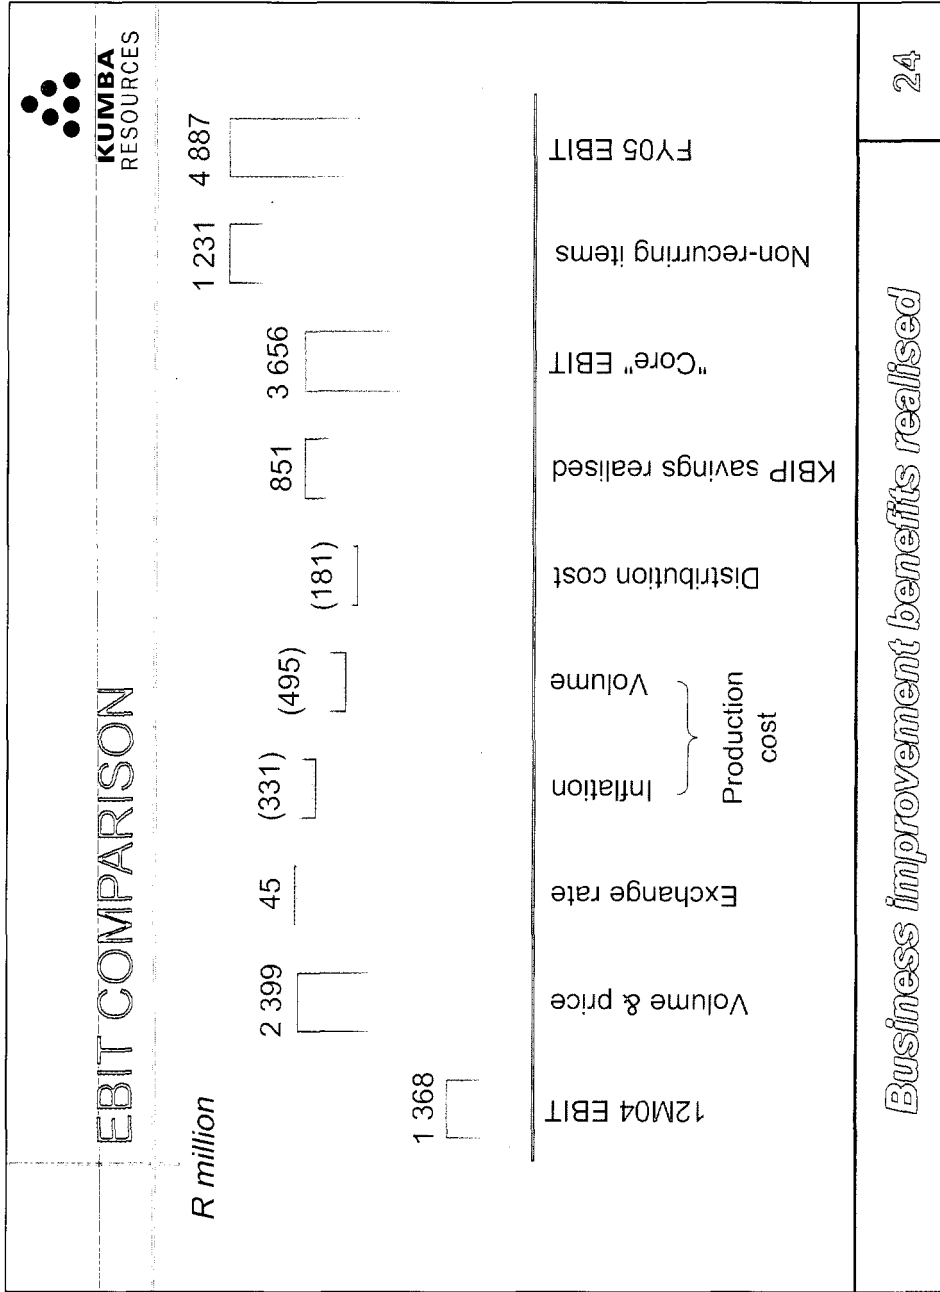 EBIT COMPARISON
KUMBA
RESOURCES
R million
1 368
2 399
45
(331)
(495)
(181)
851
3 656
1 231
4 887
12M04 EBIT
Volume & price
Exchange rate
Inflation
Volume
Distribution cost
KBIP savings realised
"Core" EBIT
Non-recurring items
FY05 EBIT
Production
cost
Business improvement benefits realised
24